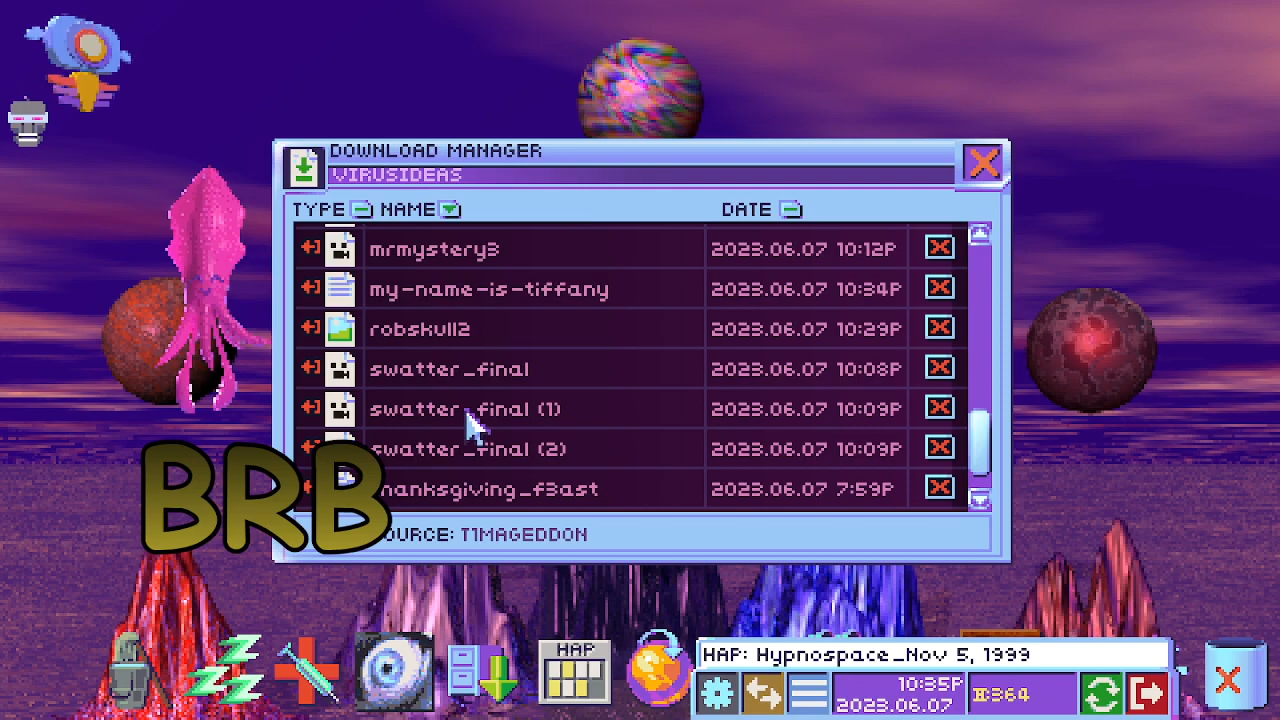 DOWNLOAD MANAGER
VIRUSIDEAS
TYPE NAME DATE
mrmystery3 2023.06.07 10:12P
my-name-is-tiffany 2023.06.07 10:34P
robskull2 2023.06.07 10:29P
swatter_final 2023.06.07 10:08P
swatter_final (1) 2023.06.07 10:09P
swatter_final (2) 2023.06.07 10:09P
hanksgiving_f3ast 2023.06.07 7:59P
BRB
OURCE: T1MAGEDDON
HAP
HAP: Hypnospace_Nov 5, 1999
10:35P
2023.06.07
364